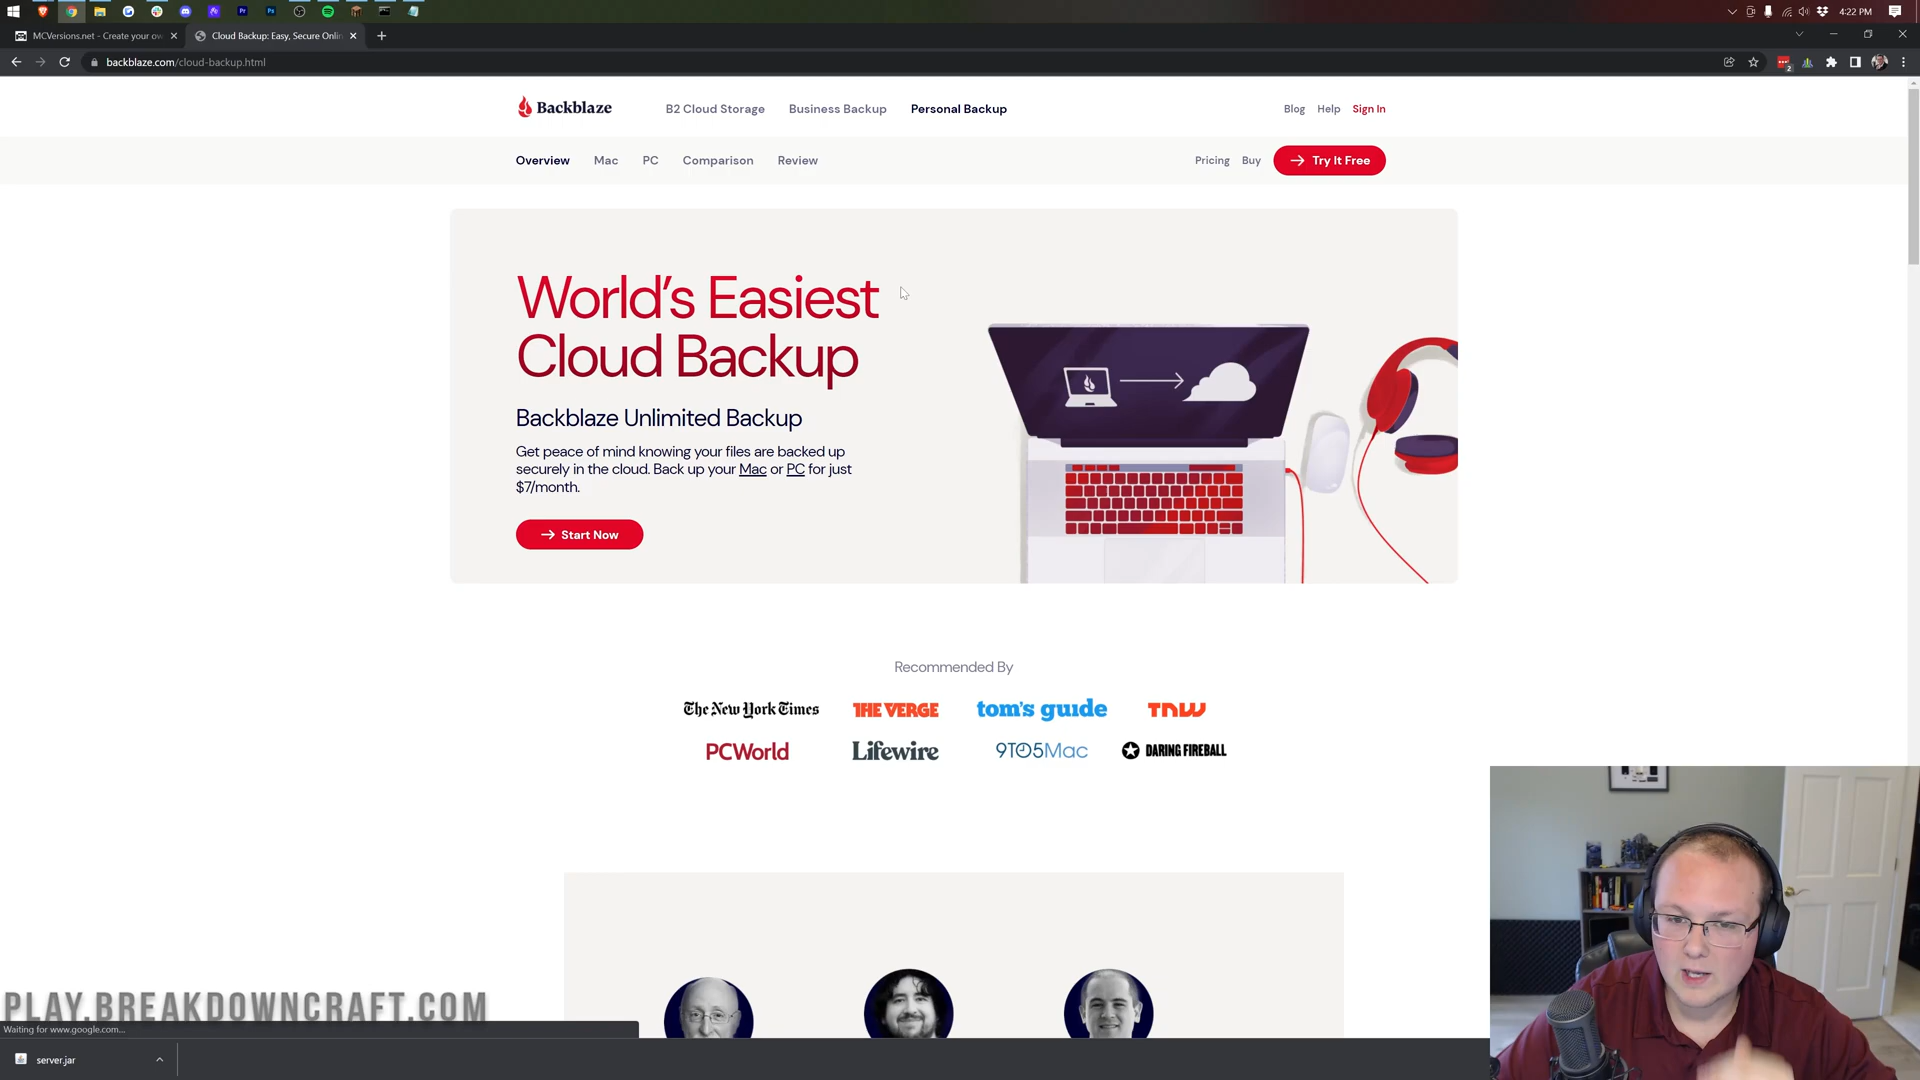 4:22 PM
MCVersions.net - Create your ow
Cloud Backup: Easy, Secure Onlin
backblaze.com/cloud-backup.html
2
Backblaze
B2 Cloud Storage
Business Backup
Personal Backup
Blog
Help
Sign In
Overview
Mac
PC
Comparison
Review
Pricing
Buy
Try It Free
World's Easiest
Cloud Backup
Backblaze Unlimited Backup
Get peace of mind knowing your files are backed up
securely in the cloud. Back up your Mac or PC for just
$7/month.
Start Now
Recommended By
The New York Times
THE VERGE
tom's guide
TNW
PCWorld
Lifewire
9TO5Mac
DARING FIREBALL
PLAY.BREAKDOWNCRAFT.COM
Waiting for www.google.com...
server.jar